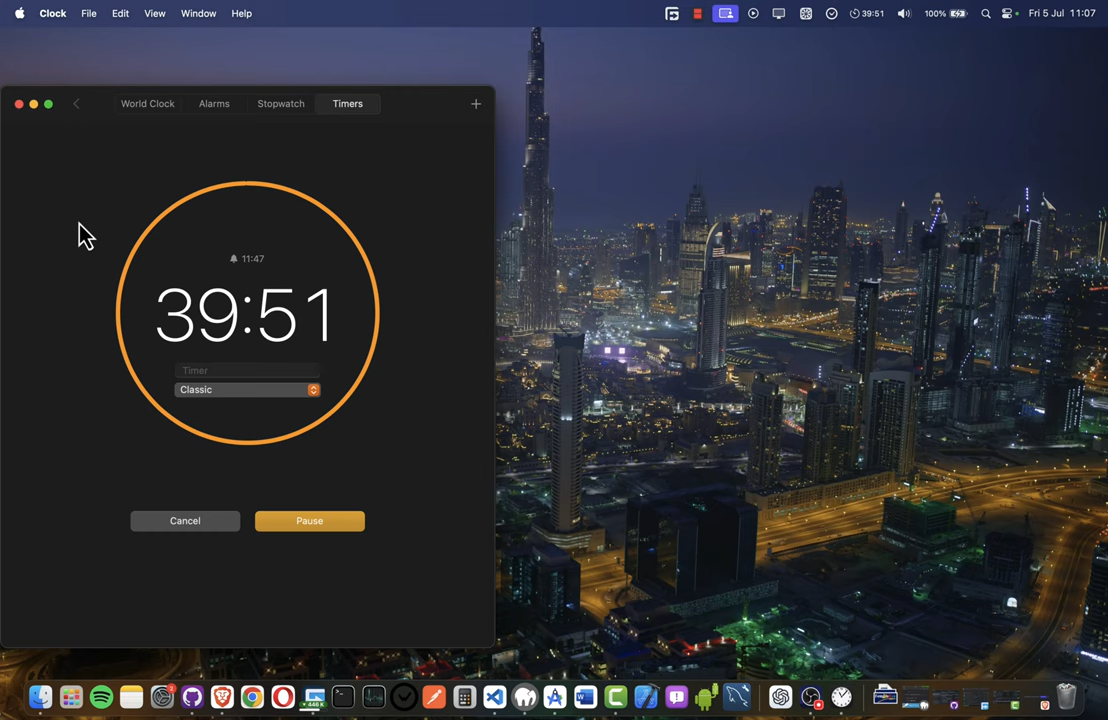 Clock File Edit View Window Help 39:51 100% Fri 5 Jul 11:07
World Clock Alarms Stopwatch Timers
11:47
39:51
Timer
Classic
Cancel Pause